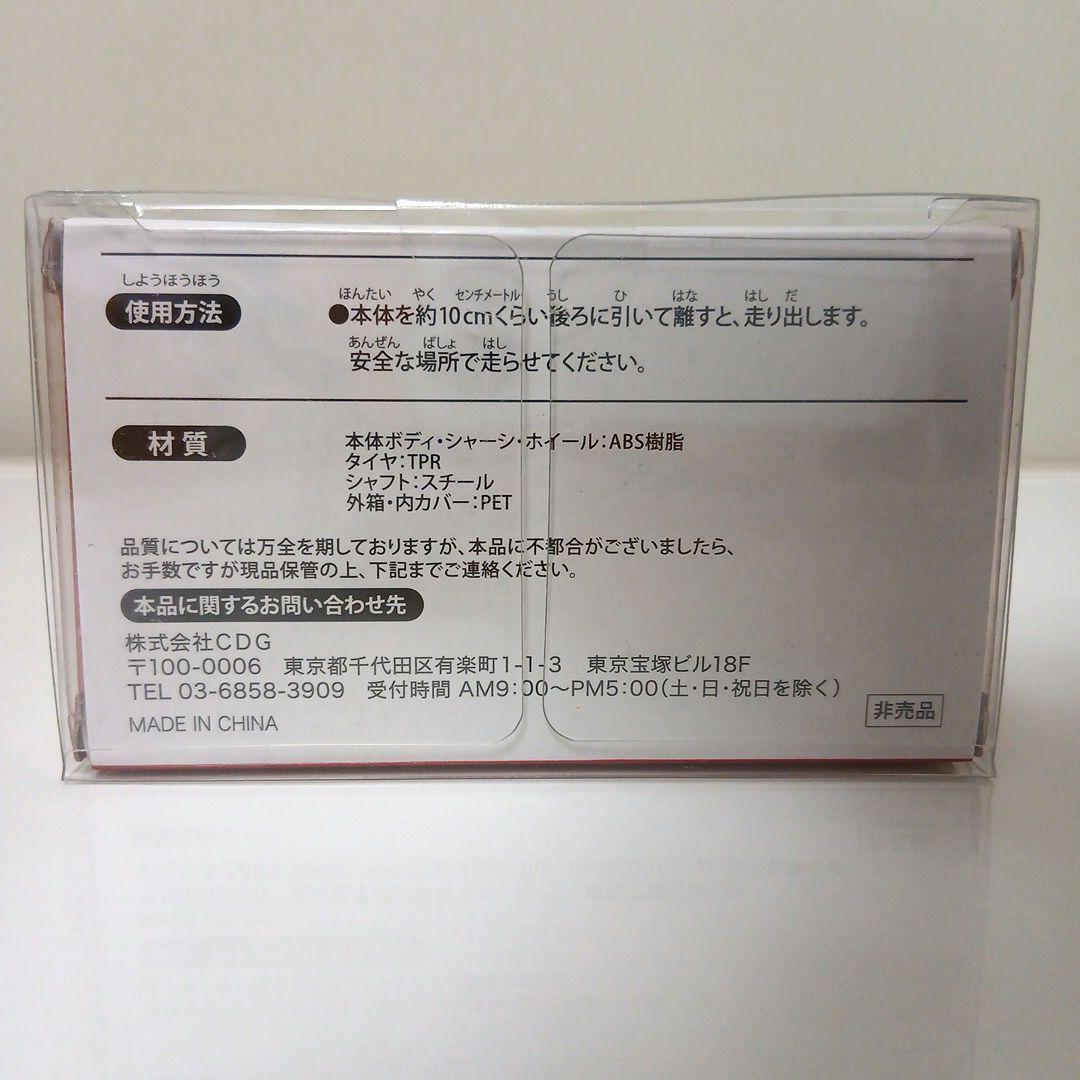 しようほうほう
使用方法
ほんたい やく センチメートル うし ひ はな はし だ
●本体を約10cmくらい後ろに引いて離すと、走り出します。
あんぜん ばしょ はし
安全な場所で走らせてください。
材質
本体ボディ・シャーシ・ホイール：ABS樹脂
タイヤ：TPR
シャフト：スチール
外箱・内カバー：PET
品質については万全を期しておりますが、本品に不都合がございましたら、
お手数ですが現品保管の上、下記までご連絡ください。
本品に関するお問い合わせ先
株式会社CDG
〒100-0006 東京都千代田区有楽町1-1-3 東京宝塚ビル18F
TEL 03-6858-3909 受付時間 AM9：00〜PM5：00（土・日・祝日を除く）
MADE IN CHINA
非売品